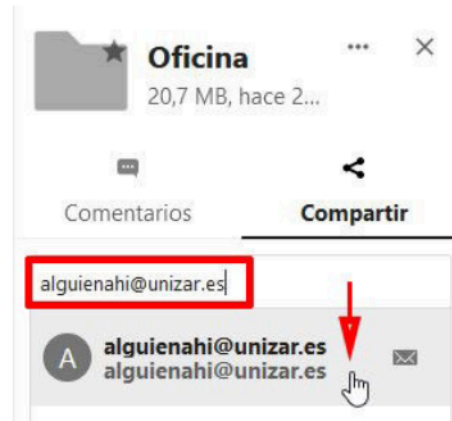 Oficina
20,7 MB, hace 2...
Comentarios
Compartir
alguienahi@unizar.es
A
alguienahi@unizar.es
alguienahi@unizar.es